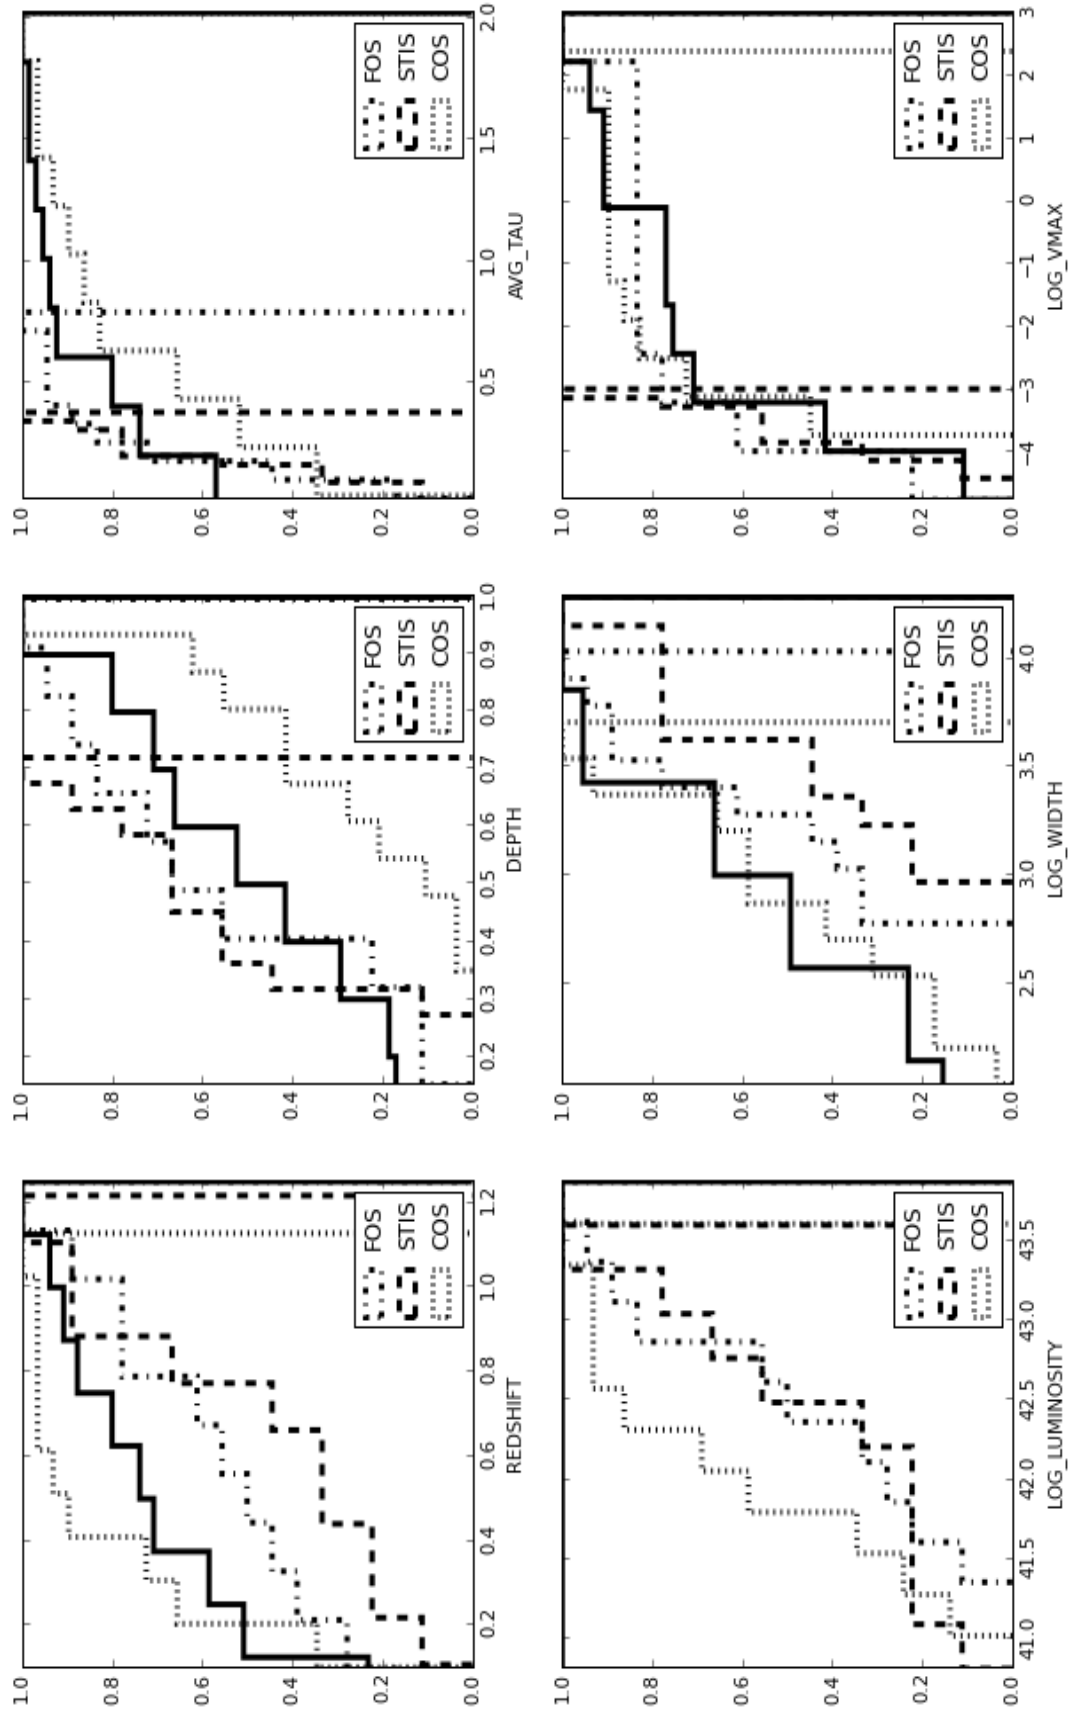 1.0
0.8
0.6
0.4
0.2
0.0
FOS
STIS
COS
0.2 0.4 0.6 0.8 1.0 1.2
REDSHIFT
1.0
0.8
0.6
0.4
0.2
0.0
FOS
STIS
COS
0.2 0.3 0.4 0.5 0.6 0.7 0.8 0.9 1.0
DEPTH
1.0
0.8
0.6
0.4
0.2
0.0
FOS
STIS
COS
0.5 1.0 1.5 2.0
AVG_TAU
1.0
0.8
0.6
0.4
0.2
0.0
FOS
STIS
COS
41.0 41.5 42.0 42.5 43.0 43.5
LOG_LUMINOSITY
1.0
0.8
0.6
0.4
0.2
0.0
FOS
STIS
COS
2.5 3.0 3.5 4.0
LOG_WIDTH
1.0
0.8
0.6
0.4
0.2
0.0
FOS
STIS
COS
−4 −3 −2 −1 0 1 2 3
LOG_VMAX